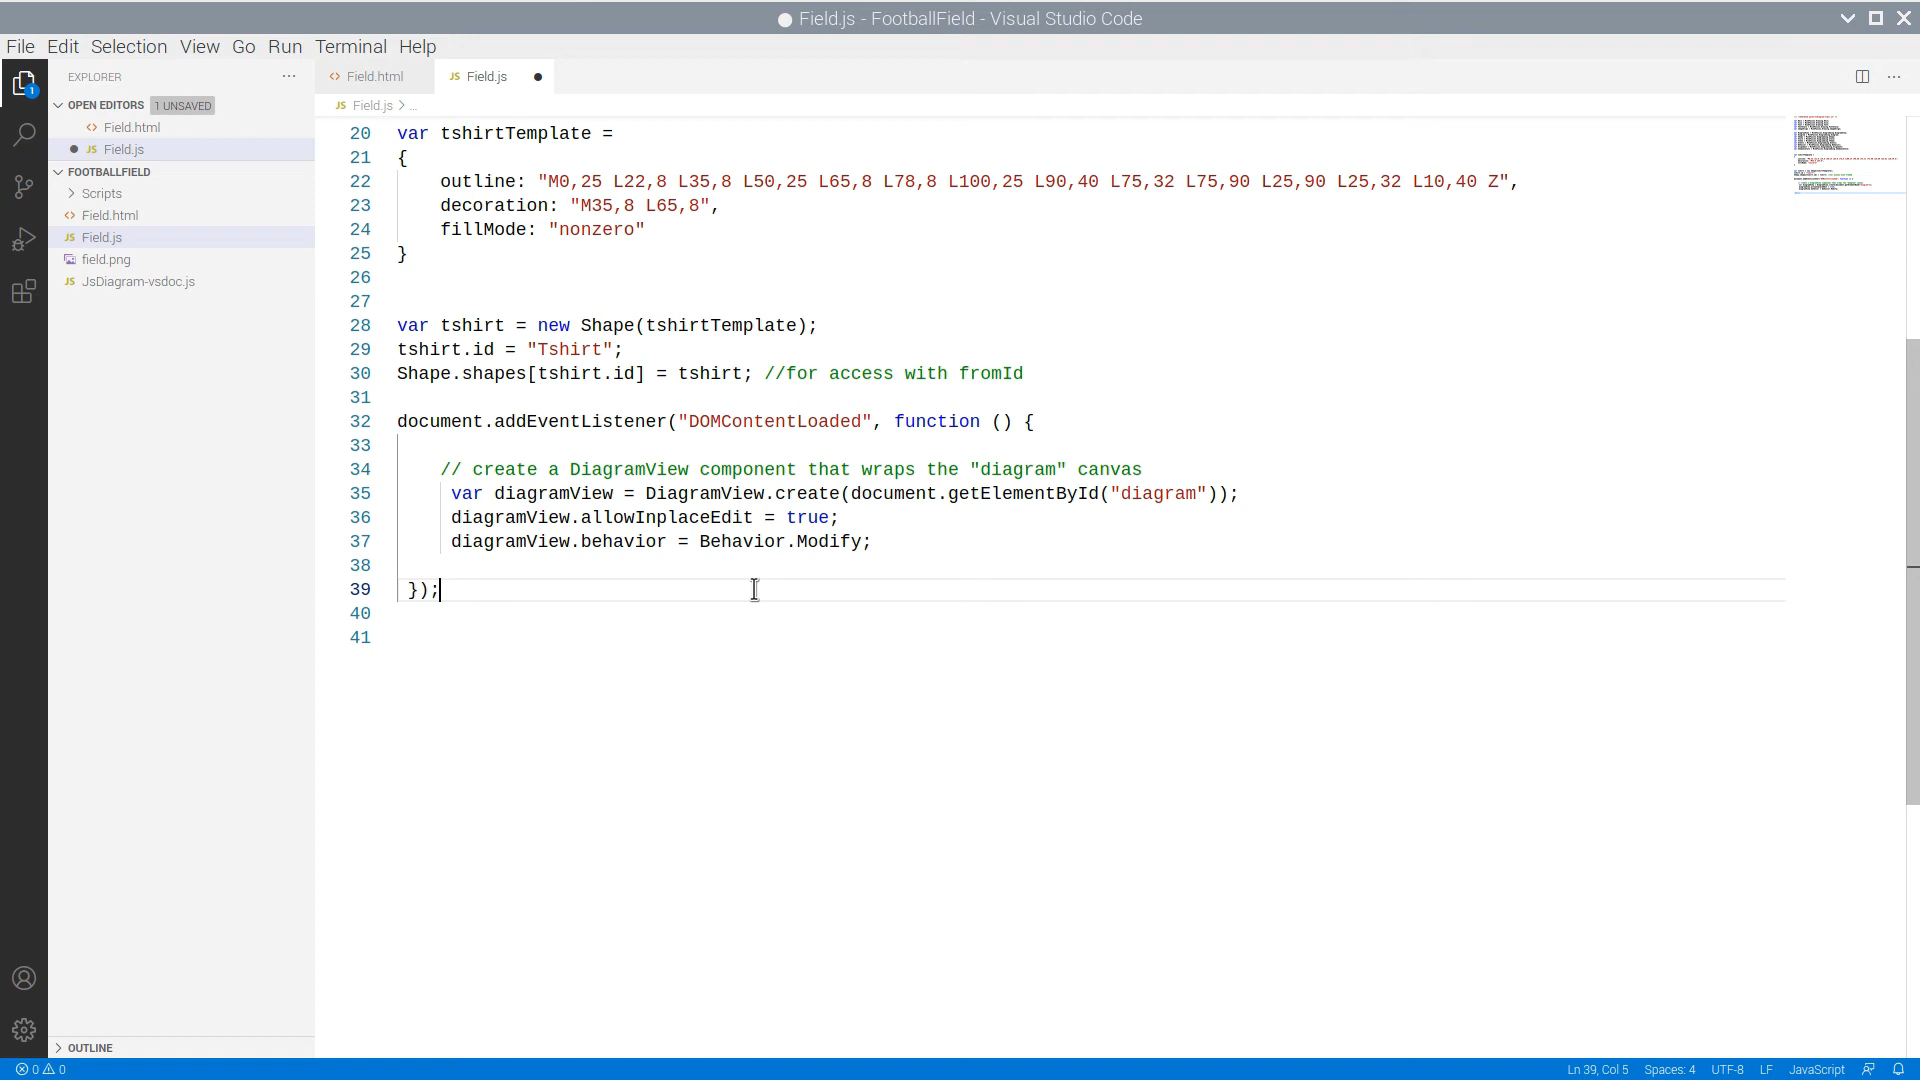 Field.js - FootballField - Visual Studio Code
File Edit Selection View Go Run Terminal Help
EXPLORER
OPEN EDITORS 1 UNSAVED
Field.html
JS Field.js
FOOTBALLFIELD
Scripts
Field.html
JS Field.js
field.png
JS JsDiagram-vsdoc.js
OUTLINE
1
Field.html JS Field.js
JS Field.js > ...
20 var tshirtTemplate =
21 {
22 outline: "M0,25 L22,8 L35,8 L50,25 L65,8 L78,8 L100,25 L90,40 L75,32 L75,90 L25,90 L25,32 L10,40 Z",
23 decoration: "M35,8 L65,8",
24 fillMode: "nonzero"
25 }
26
27
28 var tshirt = new Shape(tshirtTemplate);
29 tshirt.id = "Tshirt";
30 Shape.shapes[tshirt.id] = tshirt; //for access with fromId
31
32 document.addEventListener("DOMContentLoaded", function () {
33
34 // create a DiagramView component that wraps the "diagram" canvas
35 var diagramView = DiagramView.create(document.getElementById("diagram"));
36 diagramView.allowInplaceEdit = true;
37 diagramView.behavior = Behavior.Modify;
38
39 });
40
41
0 0 Ln 39, Col 5 Spaces: 4 UTF-8 LF JavaScript